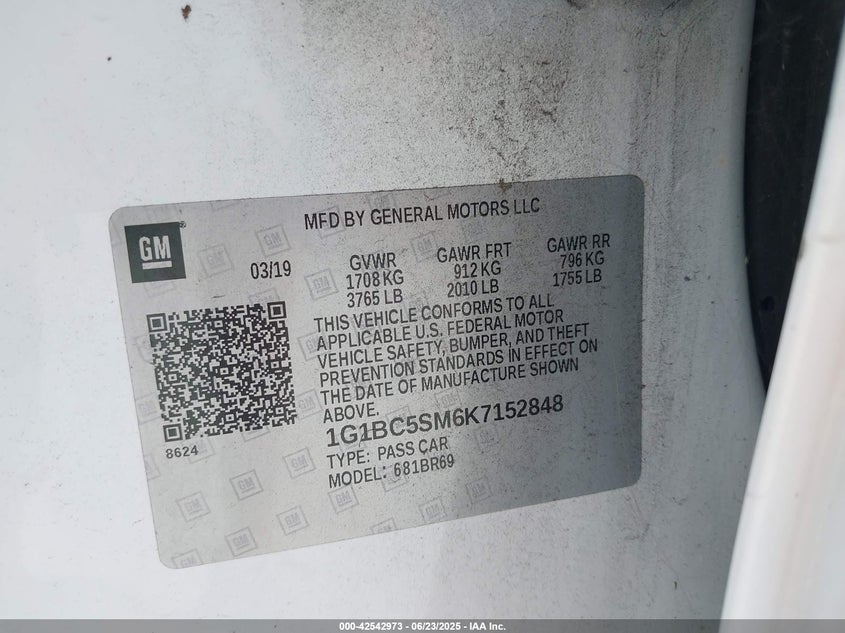 MFD BY GENERAL MOTORS LLC
GM
03/19
GVWR
1708 KG
3765 LB
GAWR FRT
912 KG
2010 LB
GAWR RR
796 KG
1755 LB
THIS VEHICLE CONFORMS TO ALL
APPLICABLE U.S. FEDERAL MOTOR
VEHICLE SAFETY, BUMPER, AND THEFT
PREVENTION STANDARDS IN EFFECT ON
THE DATE OF MANUFACTURE SHOWN
ABOVE.
8624
1G1BC5SM6K7152848
TYPE: PASS CAR
MODEL: 681BR69
000-42542973 - 06/23/2025 - IAA Inc.